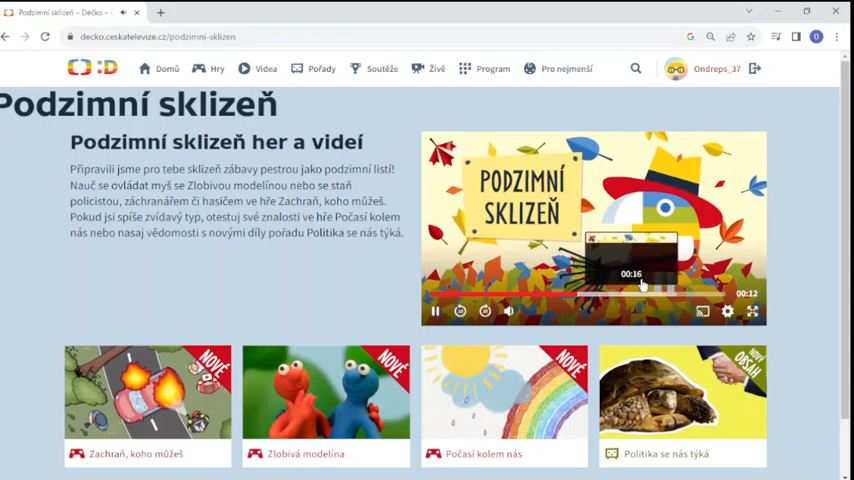 Podzimní sklizeň – Déčko –
decko.ceskatelevize.cz/podzimni-sklizen
:D Domů Hry Videa Pořady Soutěže Živě Program Pro nejmenší Ondreps_37
Podzimní sklizeň
Podzimní sklizeň her a videí
Připravili jsme pro tebe sklizeň zábavy pestrou jako podzimní listí!
Nauč se ovládat myš se Zlobivou modelínou nebo se staň
policistou, záchranářem či hasičem ve hře Zachraň, koho můžeš.
Pokud jsi spíše zvídavý typ, otestuj své znalosti ve hře Počasí kolem
nás nebo nasaj vědomosti s novými díly pořadu Politika se nás týká.
PODZIMNÍ
SKLIZEŇ
00:16
00:12
NOVÉ
NOVÉ
NOVÉ
NOVÝ
OBSAH
Zachraň, koho můžeš
Zlobivá modelína
Počasí kolem nás
Politika se nás týká